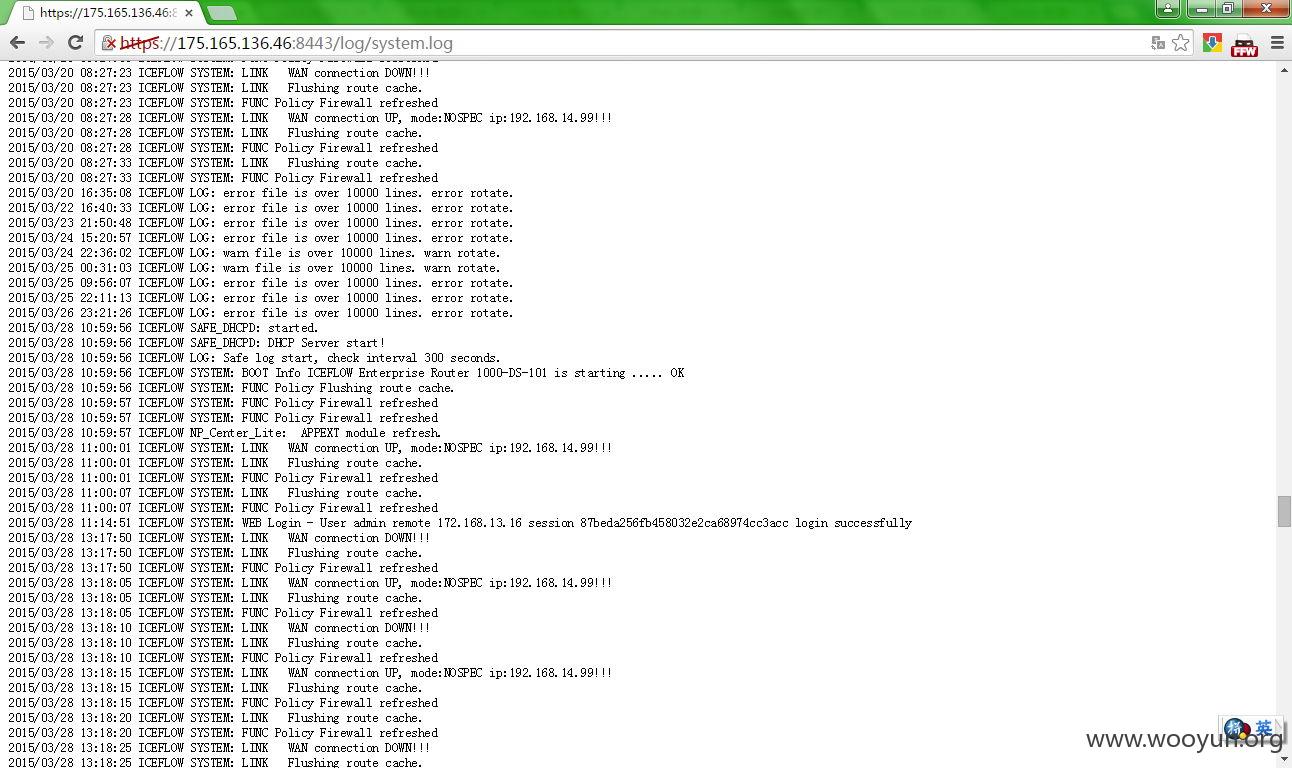 https://175.165.136.46:8
https://175.165.136.46:8443/log/system.log
FFW
2015/03/20 08:27:23 ICEFLOW SYSTEM: LINK   WAN connection DOWN!!!
2015/03/20 08:27:23 ICEFLOW SYSTEM: LINK   Flushing route cache.
2015/03/20 08:27:23 ICEFLOW SYSTEM: FUNC Policy Firewall refreshed
2015/03/20 08:27:28 ICEFLOW SYSTEM: LINK   WAN connection UP, mode:NOSPEC ip:192.168.14.99!!!
2015/03/20 08:27:28 ICEFLOW SYSTEM: LINK   Flushing route cache.
2015/03/20 08:27:28 ICEFLOW SYSTEM: FUNC Policy Firewall refreshed
2015/03/20 08:27:33 ICEFLOW SYSTEM: LINK   Flushing route cache.
2015/03/20 08:27:33 ICEFLOW SYSTEM: FUNC Policy Firewall refreshed
2015/03/20 16:35:08 ICEFLOW LOG: error file is over 10000 lines. error rotate.
2015/03/22 16:40:33 ICEFLOW LOG: error file is over 10000 lines. error rotate.
2015/03/23 21:50:48 ICEFLOW LOG: error file is over 10000 lines. error rotate.
2015/03/24 15:20:57 ICEFLOW LOG: error file is over 10000 lines. error rotate.
2015/03/24 22:36:02 ICEFLOW LOG: warn file is over 10000 lines. warn rotate.
2015/03/25 00:31:03 ICEFLOW LOG: warn file is over 10000 lines. warn rotate.
2015/03/25 09:56:07 ICEFLOW LOG: error file is over 10000 lines. error rotate.
2015/03/25 22:11:13 ICEFLOW LOG: error file is over 10000 lines. error rotate.
2015/03/26 23:21:26 ICEFLOW LOG: error file is over 10000 lines. error rotate.
2015/03/28 10:59:56 ICEFLOW SAFE_DHCPD: started.
2015/03/28 10:59:56 ICEFLOW SAFE_DHCPD: DHCP Server start!
2015/03/28 10:59:56 ICEFLOW LOG: Safe log start, check interval 300 seconds.
2015/03/28 10:59:56 ICEFLOW SYSTEM: BOOT Info ICEFLOW Enterprise Router 1000-DS-101 is starting ..... OK
2015/03/28 10:59:56 ICEFLOW SYSTEM: FUNC Policy Flushing route cache.
2015/03/28 10:59:57 ICEFLOW SYSTEM: FUNC Policy Firewall refreshed
2015/03/28 10:59:57 ICEFLOW SYSTEM: FUNC Policy Firewall refreshed
2015/03/28 10:59:57 ICEFLOW NP_Center_Lite:  APPEXT module refresh.
2015/03/28 11:00:01 ICEFLOW SYSTEM: LINK   WAN connection UP, mode:NOSPEC ip:192.168.14.99!!!
2015/03/28 11:00:01 ICEFLOW SYSTEM: LINK   Flushing route cache.
2015/03/28 11:00:01 ICEFLOW SYSTEM: FUNC Policy Firewall refreshed
2015/03/28 11:00:07 ICEFLOW SYSTEM: LINK   Flushing route cache.
2015/03/28 11:00:07 ICEFLOW SYSTEM: FUNC Policy Firewall refreshed
2015/03/28 11:14:51 ICEFLOW SYSTEM: WEB Login - User admin remote 172.168.13.16 session 87beda256fb458032e2ca68974cc3acc login successfully
2015/03/28 13:17:50 ICEFLOW SYSTEM: LINK   WAN connection DOWN!!!
2015/03/28 13:17:50 ICEFLOW SYSTEM: LINK   Flushing route cache.
2015/03/28 13:17:50 ICEFLOW SYSTEM: FUNC Policy Firewall refreshed
2015/03/28 13:18:05 ICEFLOW SYSTEM: LINK   WAN connection UP, mode:NOSPEC ip:192.168.14.99!!!
2015/03/28 13:18:05 ICEFLOW SYSTEM: LINK   Flushing route cache.
2015/03/28 13:18:05 ICEFLOW SYSTEM: FUNC Policy Firewall refreshed
2015/03/28 13:18:10 ICEFLOW SYSTEM: LINK   WAN connection DOWN!!!
2015/03/28 13:18:10 ICEFLOW SYSTEM: LINK   Flushing route cache.
2015/03/28 13:18:10 ICEFLOW SYSTEM: FUNC Policy Firewall refreshed
2015/03/28 13:18:15 ICEFLOW SYSTEM: LINK   WAN connection UP, mode:NOSPEC ip:192.168.14.99!!!
2015/03/28 13:18:15 ICEFLOW SYSTEM: LINK   Flushing route cache.
2015/03/28 13:18:15 ICEFLOW SYSTEM: FUNC Policy Firewall refreshed
2015/03/28 13:18:20 ICEFLOW SYSTEM: LINK   Flushing route cache.
2015/03/28 13:18:20 ICEFLOW SYSTEM: FUNC Policy Firewall refreshed
2015/03/28 13:18:25 ICEFLOW SYSTEM: LINK   WAN connection DOWN!!!
2015/03/28 13:18:25 ICEFLOW SYSTEM: LINK   Flushing route cache.
英
www.wooyun.org